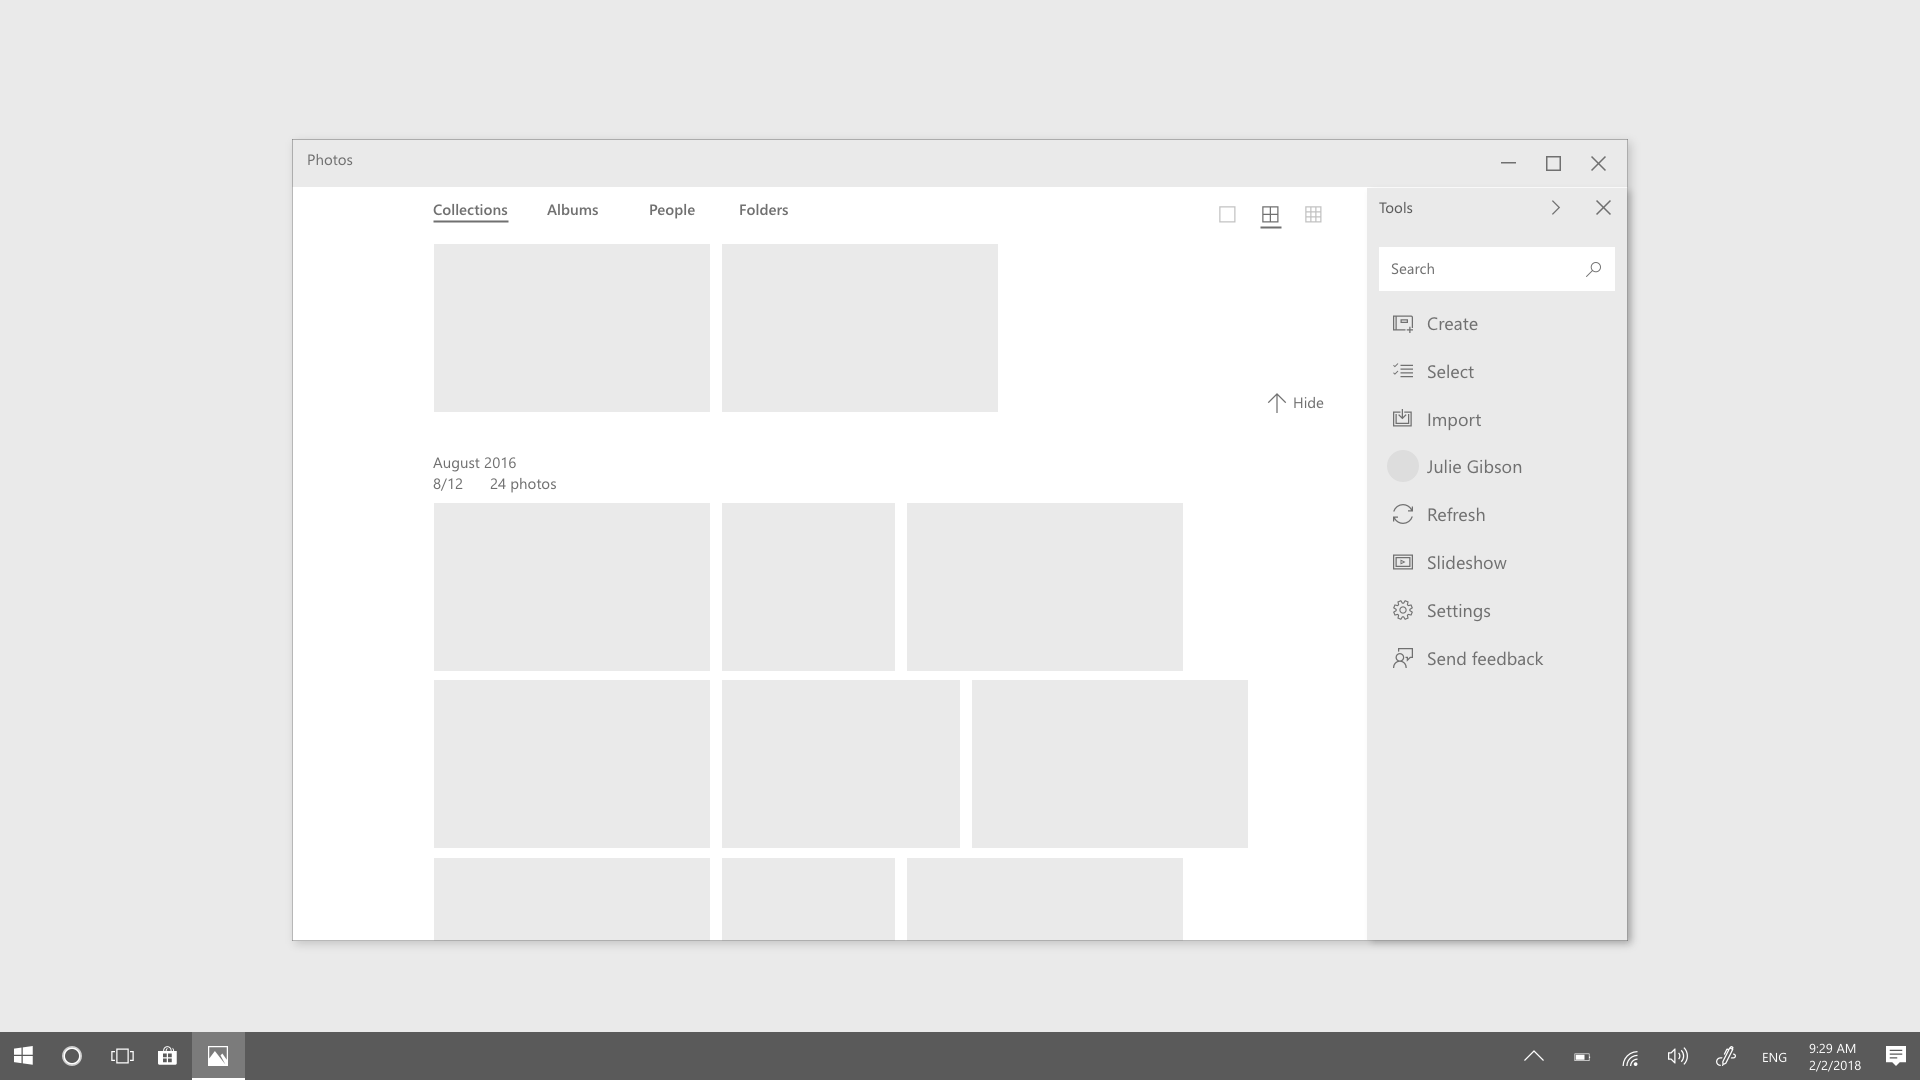 Photos
Collections Albums People Folders
Tools
Search
Create
Select
Import
Julie Gibson
Refresh
Slideshow
Settings
Send feedback
Hide
August 2016
8/12 24 photos
ENG
9:29 AM
2/2/2018